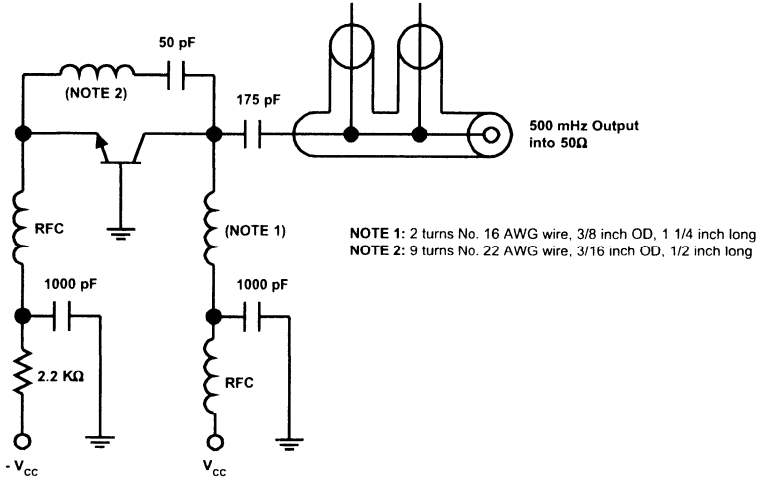 50 pF
(NOTE 2)
175 pF
500 mHz Output
into 50Ω
RFC
(NOTE 1)
NOTE 1: 2 turns No. 16 AWG wire, 3/8 inch OD, 1 1/4 inch long
NOTE 2: 9 turns No. 22 AWG wire, 3/16 inch OD, 1/2 inch long
1000 pF
1000 pF
2.2 KΩ
RFC
- VCC
VCC